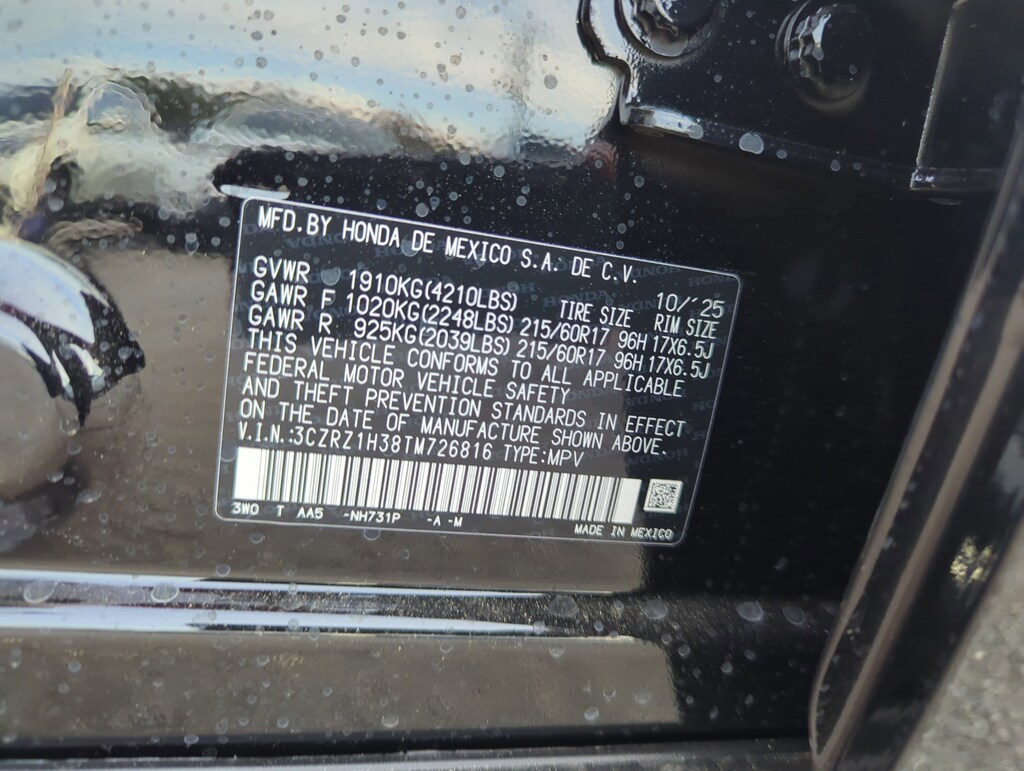 MFD.BY HONDA DE MEXICO S.A. DE C.V.
10/'25
GVWR 1910KG(4210LBS) TIRE SIZE RIM SIZE
GAWR F 1020KG(2248LBS) 215/60R17 96H 17X6.5J
GAWR R 925KG(2039LBS) 215/60R17 96H 17X6.5J
THIS VEHICLE CONFORMS TO ALL APPLICABLE
FEDERAL MOTOR VEHICLE SAFETY
AND THEFT PREVENTION STANDARDS IN EFFECT
ON THE DATE OF MANUFACTURE SHOWN ABOVE.
V.I.N.:3CZRZ1H38TM726816 TYPE:MPV
3W0 T AA5 -NH731P -A -M
MADE IN MEXICO